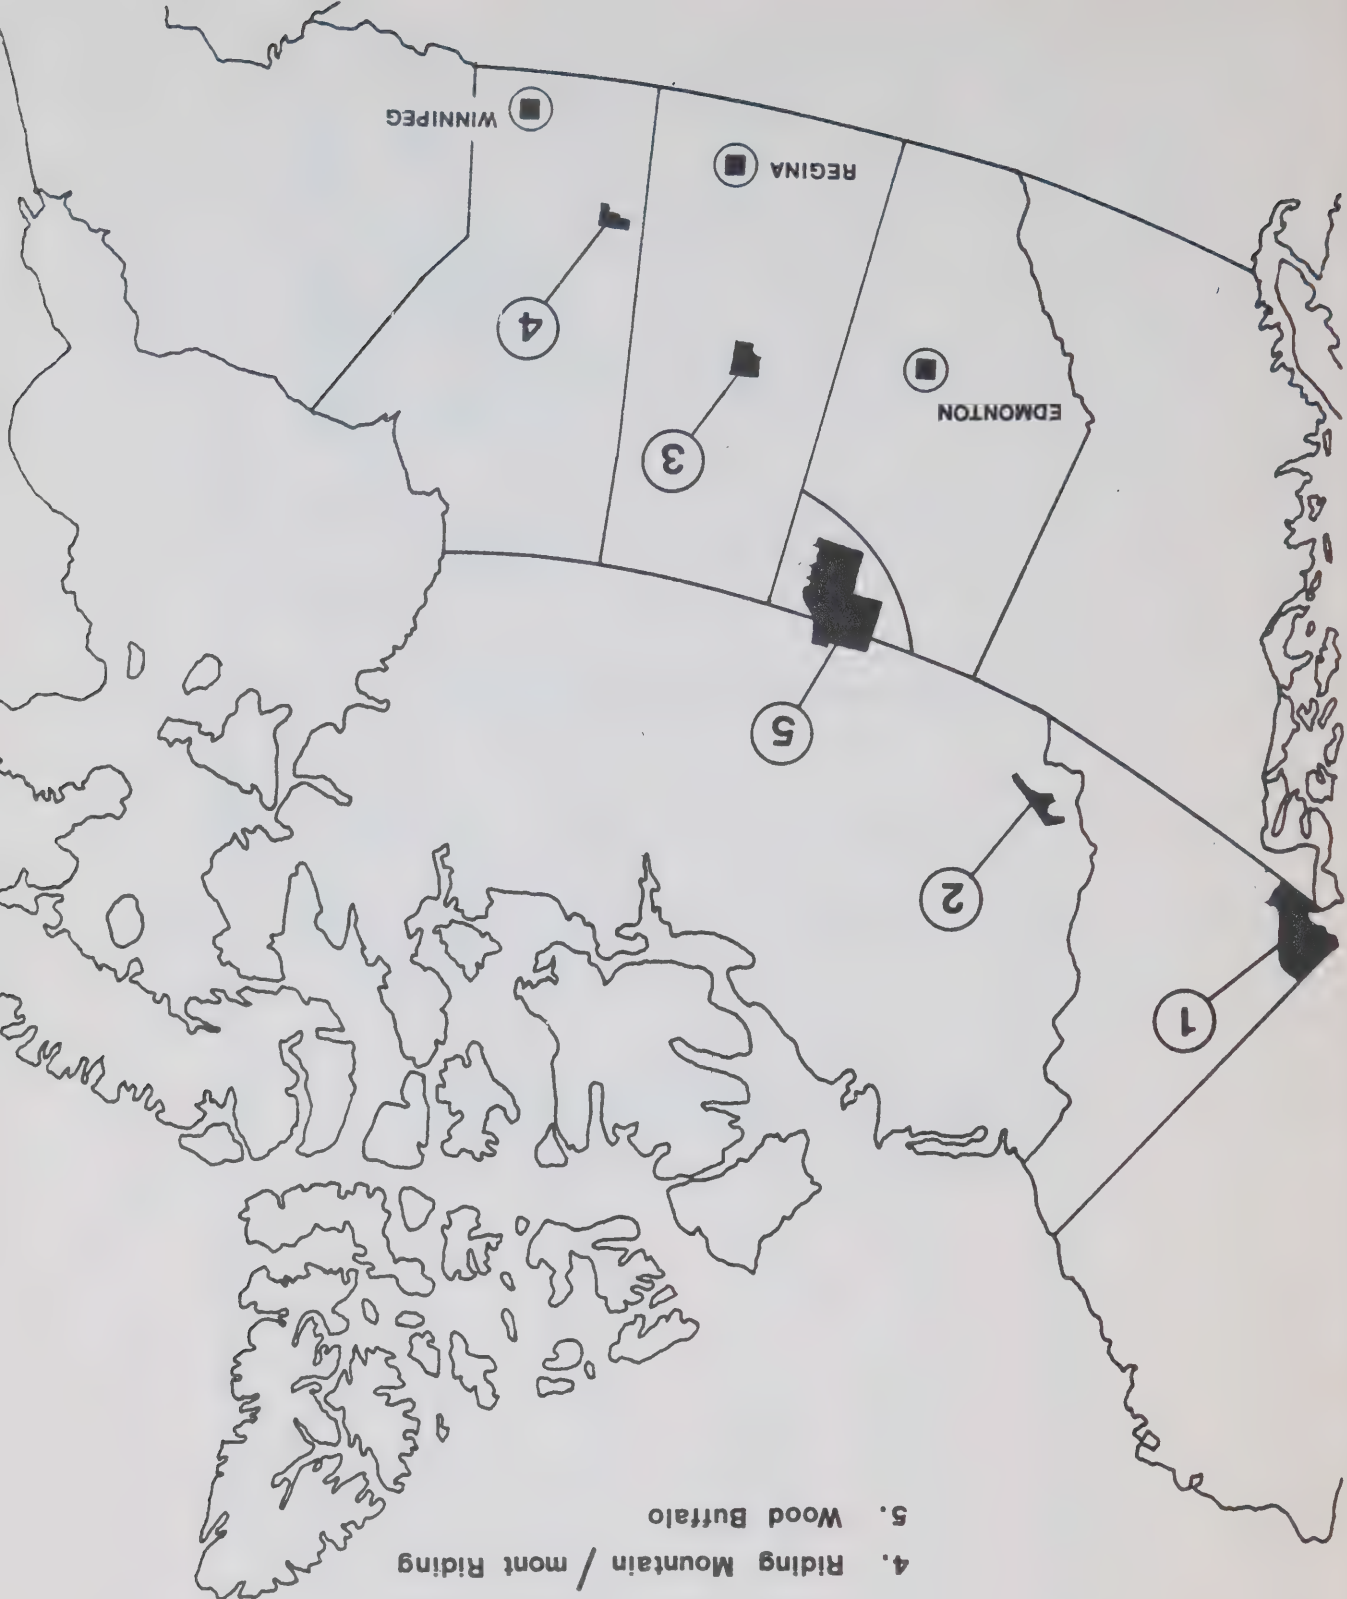 4. Riding Mountain / mont Riding
5. Wood Buffalo
1
2
5
3
EDMONTON
4
REGINA
WINNIPEG